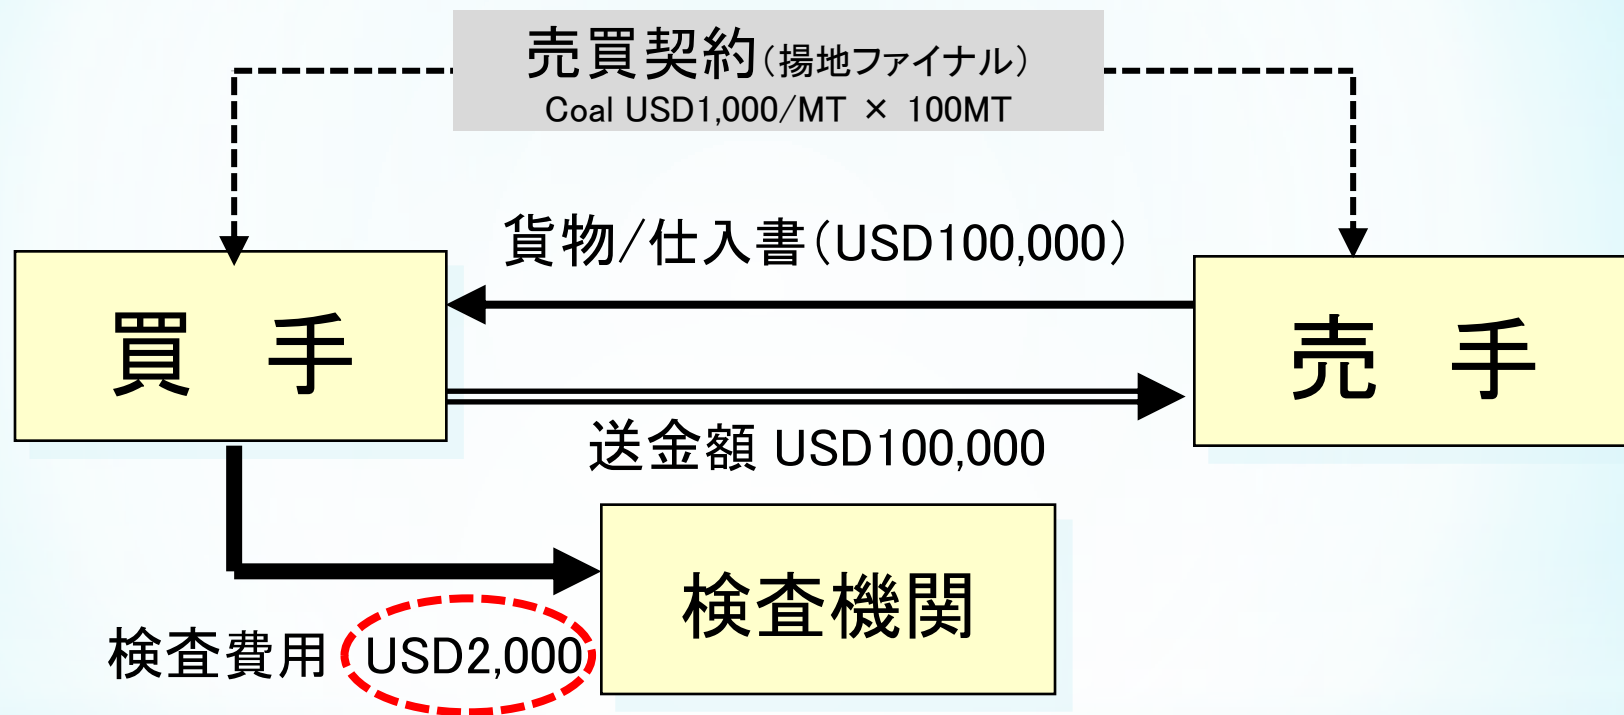 売買契約(揚地ファイナル)
Coal USD1,000/MT × 100MT
貨物/仕入書(USD100,000)
買 手
売 手
送金額 USD100,000
検査機関
検査費用 USD2,000